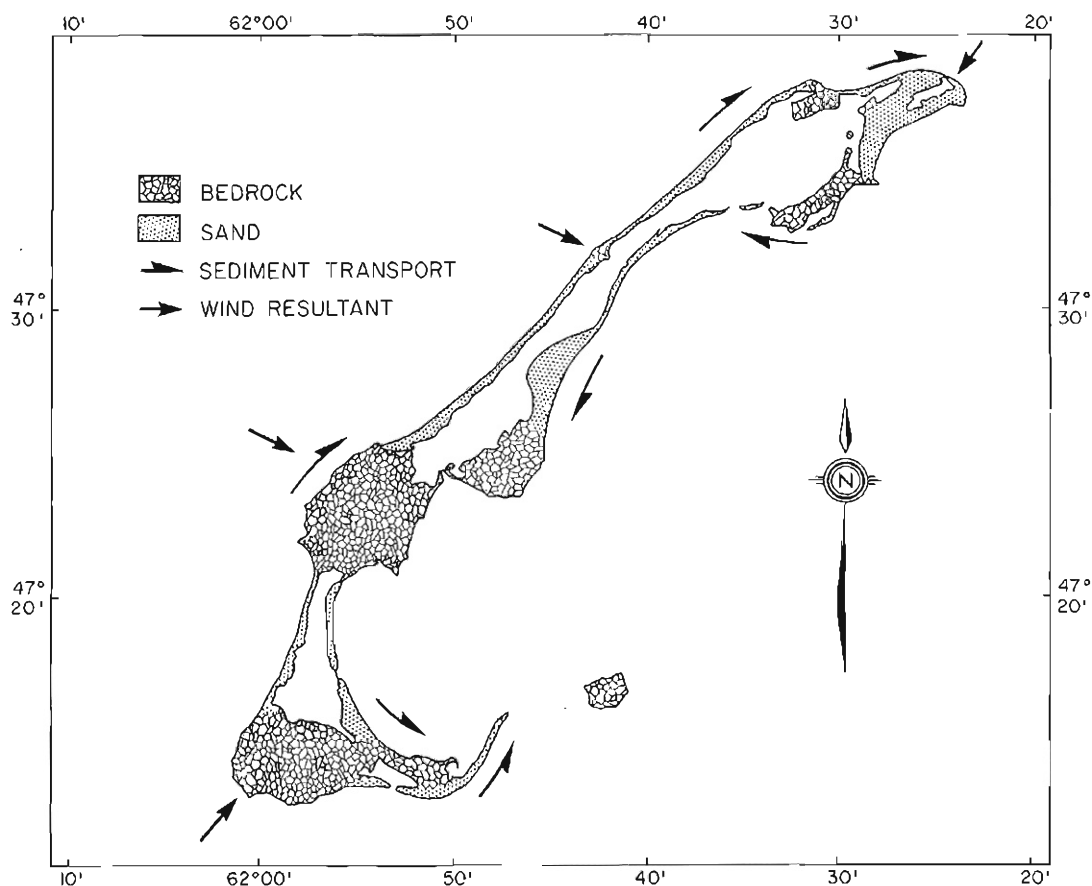 10' 62°00' 50' 40' 30' 20'
BEDROCK
SAND
SEDIMENT TRANSPORT
WIND RESULTANT
47° 47°
30' 30'
N
47° 47°
20' 20'
10' 62°00' 50' 40' 30' 20'